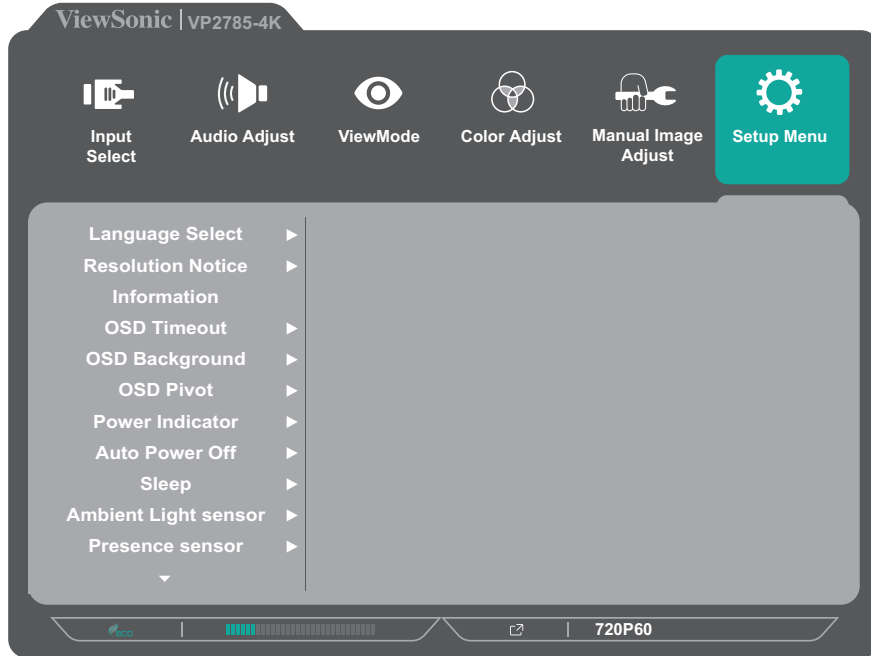 ViewSonic | VP2785-4K
Input Select
Audio Adjust
ViewMode
Color Adjust
Manual Image Adjust
Setup Menu
Language Select
Resolution Notice
Information
OSD Timeout
OSD Background
OSD Pivot
Power Indicator
Auto Power Off
Sleep
Ambient Light sensor
Presence sensor
eco
720P60